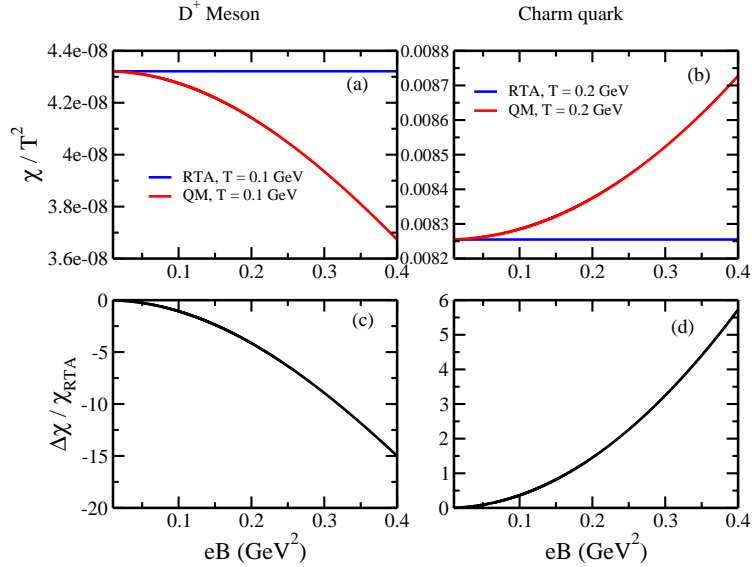 D⁺ Meson
Charm quark
χ / T²
4.4e-08
4.2e-08
4e-08
3.8e-08
3.6e-08
(a)
RTA, T = 0.1 GeV
QM, T = 0.1 GeV
0.1
0.2
0.3
0.4
0.0088
0.0087
0.0086
0.0085
0.0084
0.0083
0.0082
(b)
RTA, T = 0.2 GeV
QM, T = 0.2 GeV
0.1
0.2
0.3
0.4
Δχ / χ_RTA
0
-5
-10
-15
-20
(c)
0.1
0.2
0.3
0.4
eB (GeV²)
6
5
4
3
2
1
0
(d)
0.1
0.2
0.3
0.4
eB (GeV²)